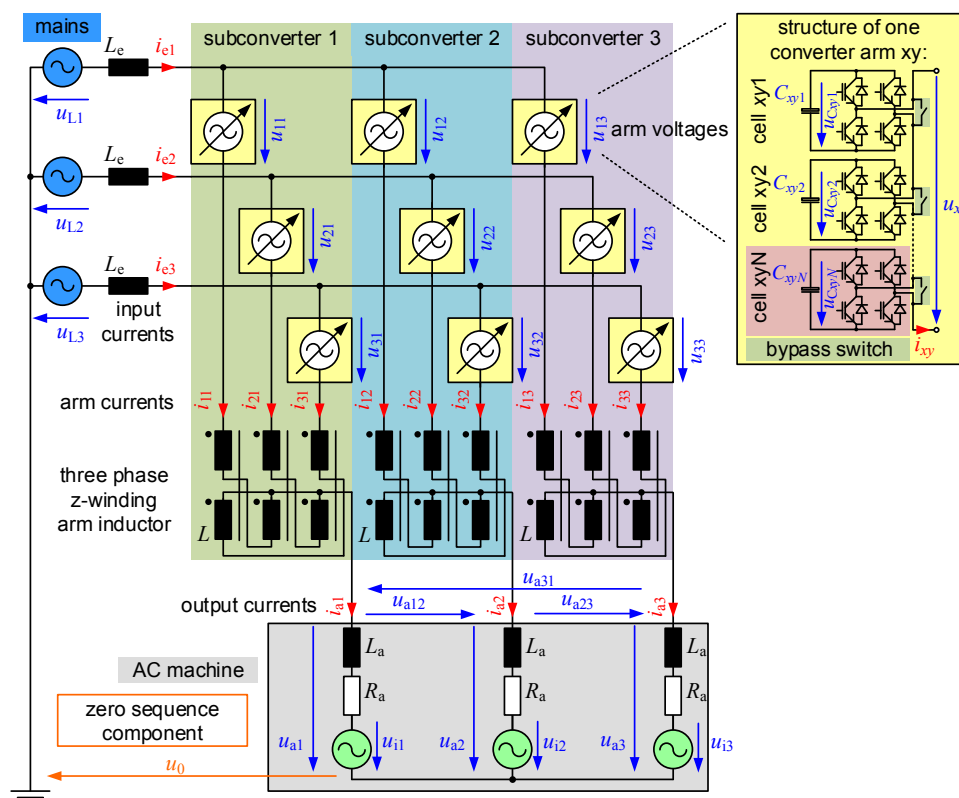 mains
Le
ie1
subconverter 1
subconverter 2
subconverter 3
structure of one
converter arm xy:
uL1
u11
u12
u13
arm voltages
cell xy1
Cxy1
uCxy1
Le
ie2
uL2
u21
u22
u23
cell xy2
Cxy2
uCxy2
ux
Le
ie3
uL3
input
currents
u31
u32
u33
cell xyN
CxyN
uCxyN
ixy
bypass switch
arm currents
i11
i21
i31
i12
i22
i32
i13
i23
i33
three phase
z-winding
arm inductor
L
L
L
ua31
output currents
ia1
ua12
ia2
ua23
ia3
AC machine
La
La
La
Ra
Ra
Ra
zero sequence
component
ua1
ui1
ua2
ui2
ua3
ui3
u0